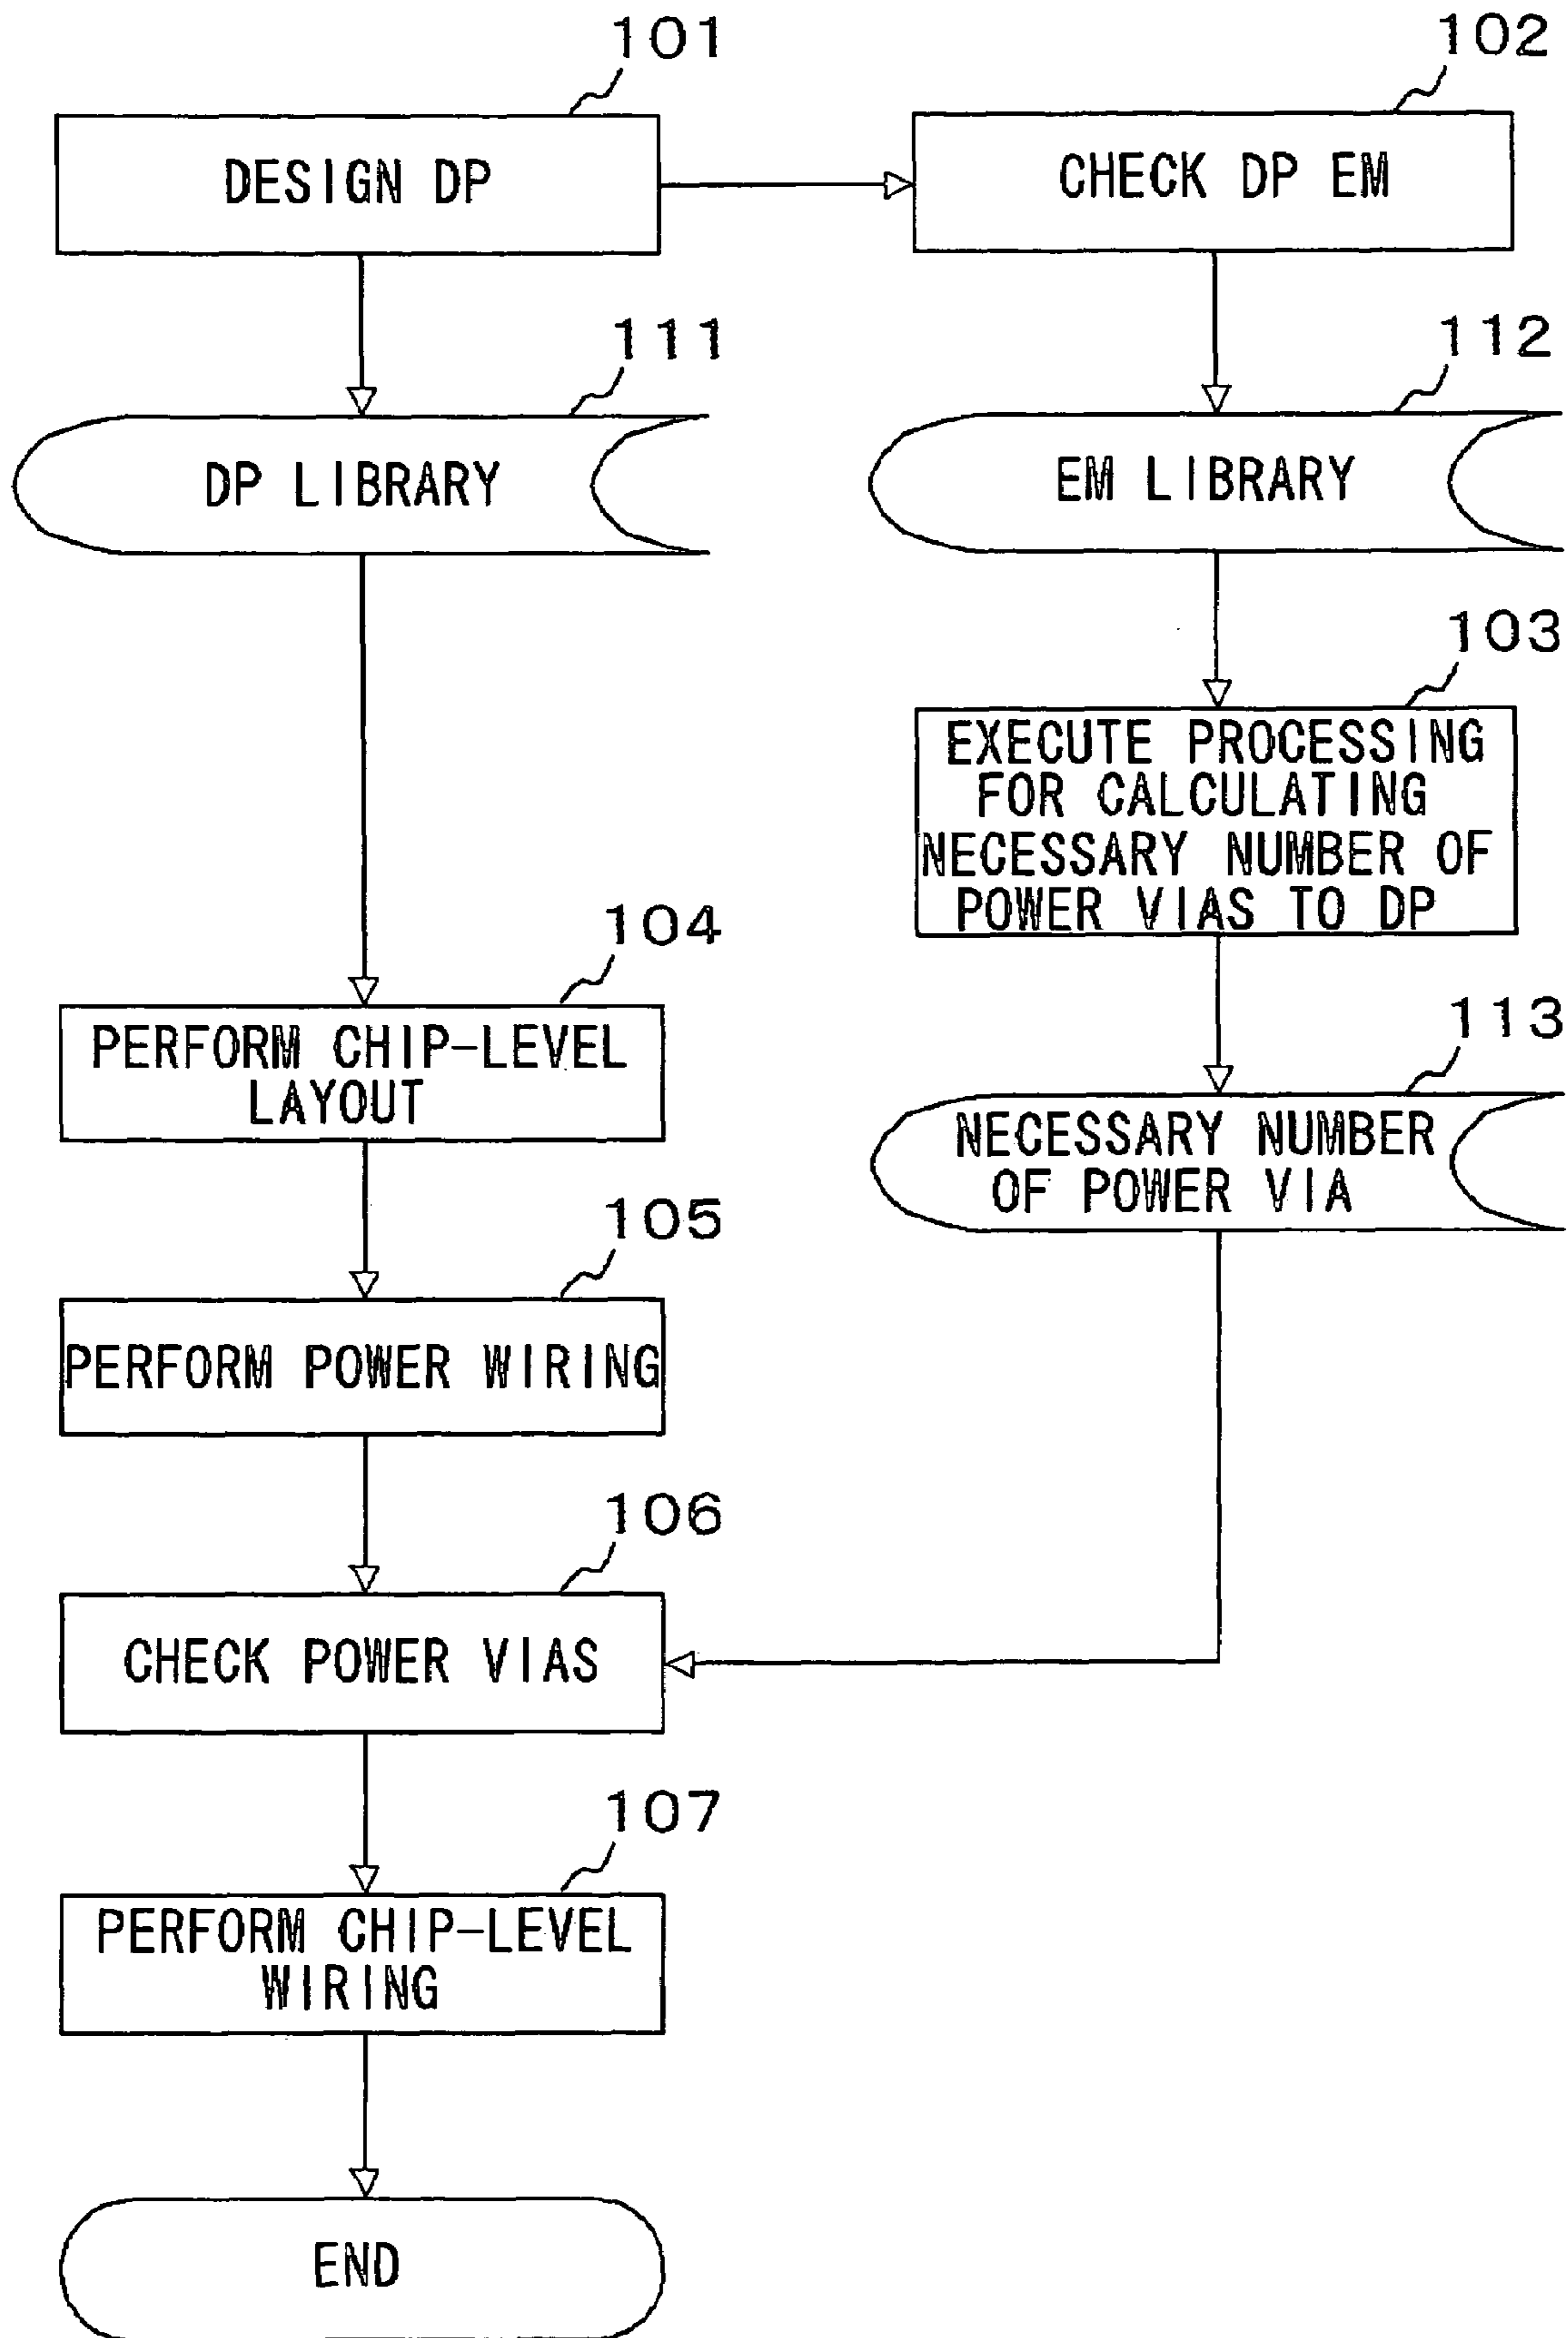 101
102
DESIGN DP
CHECK DP EM
111
112
DP LIBRARY
EM LIBRARY
103
EXECUTE PROCESSING
FOR CALCULATING
NECESSARY NUMBER OF
POWER VIAS TO DP
104
PERFORM CHIP-LEVEL
LAYOUT
113
NECESSARY NUMBER
OF POWER VIA
105
PERFORM POWER WIRING
106
CHECK POWER VIAS
107
PERFORM CHIP-LEVEL
WIRING
END